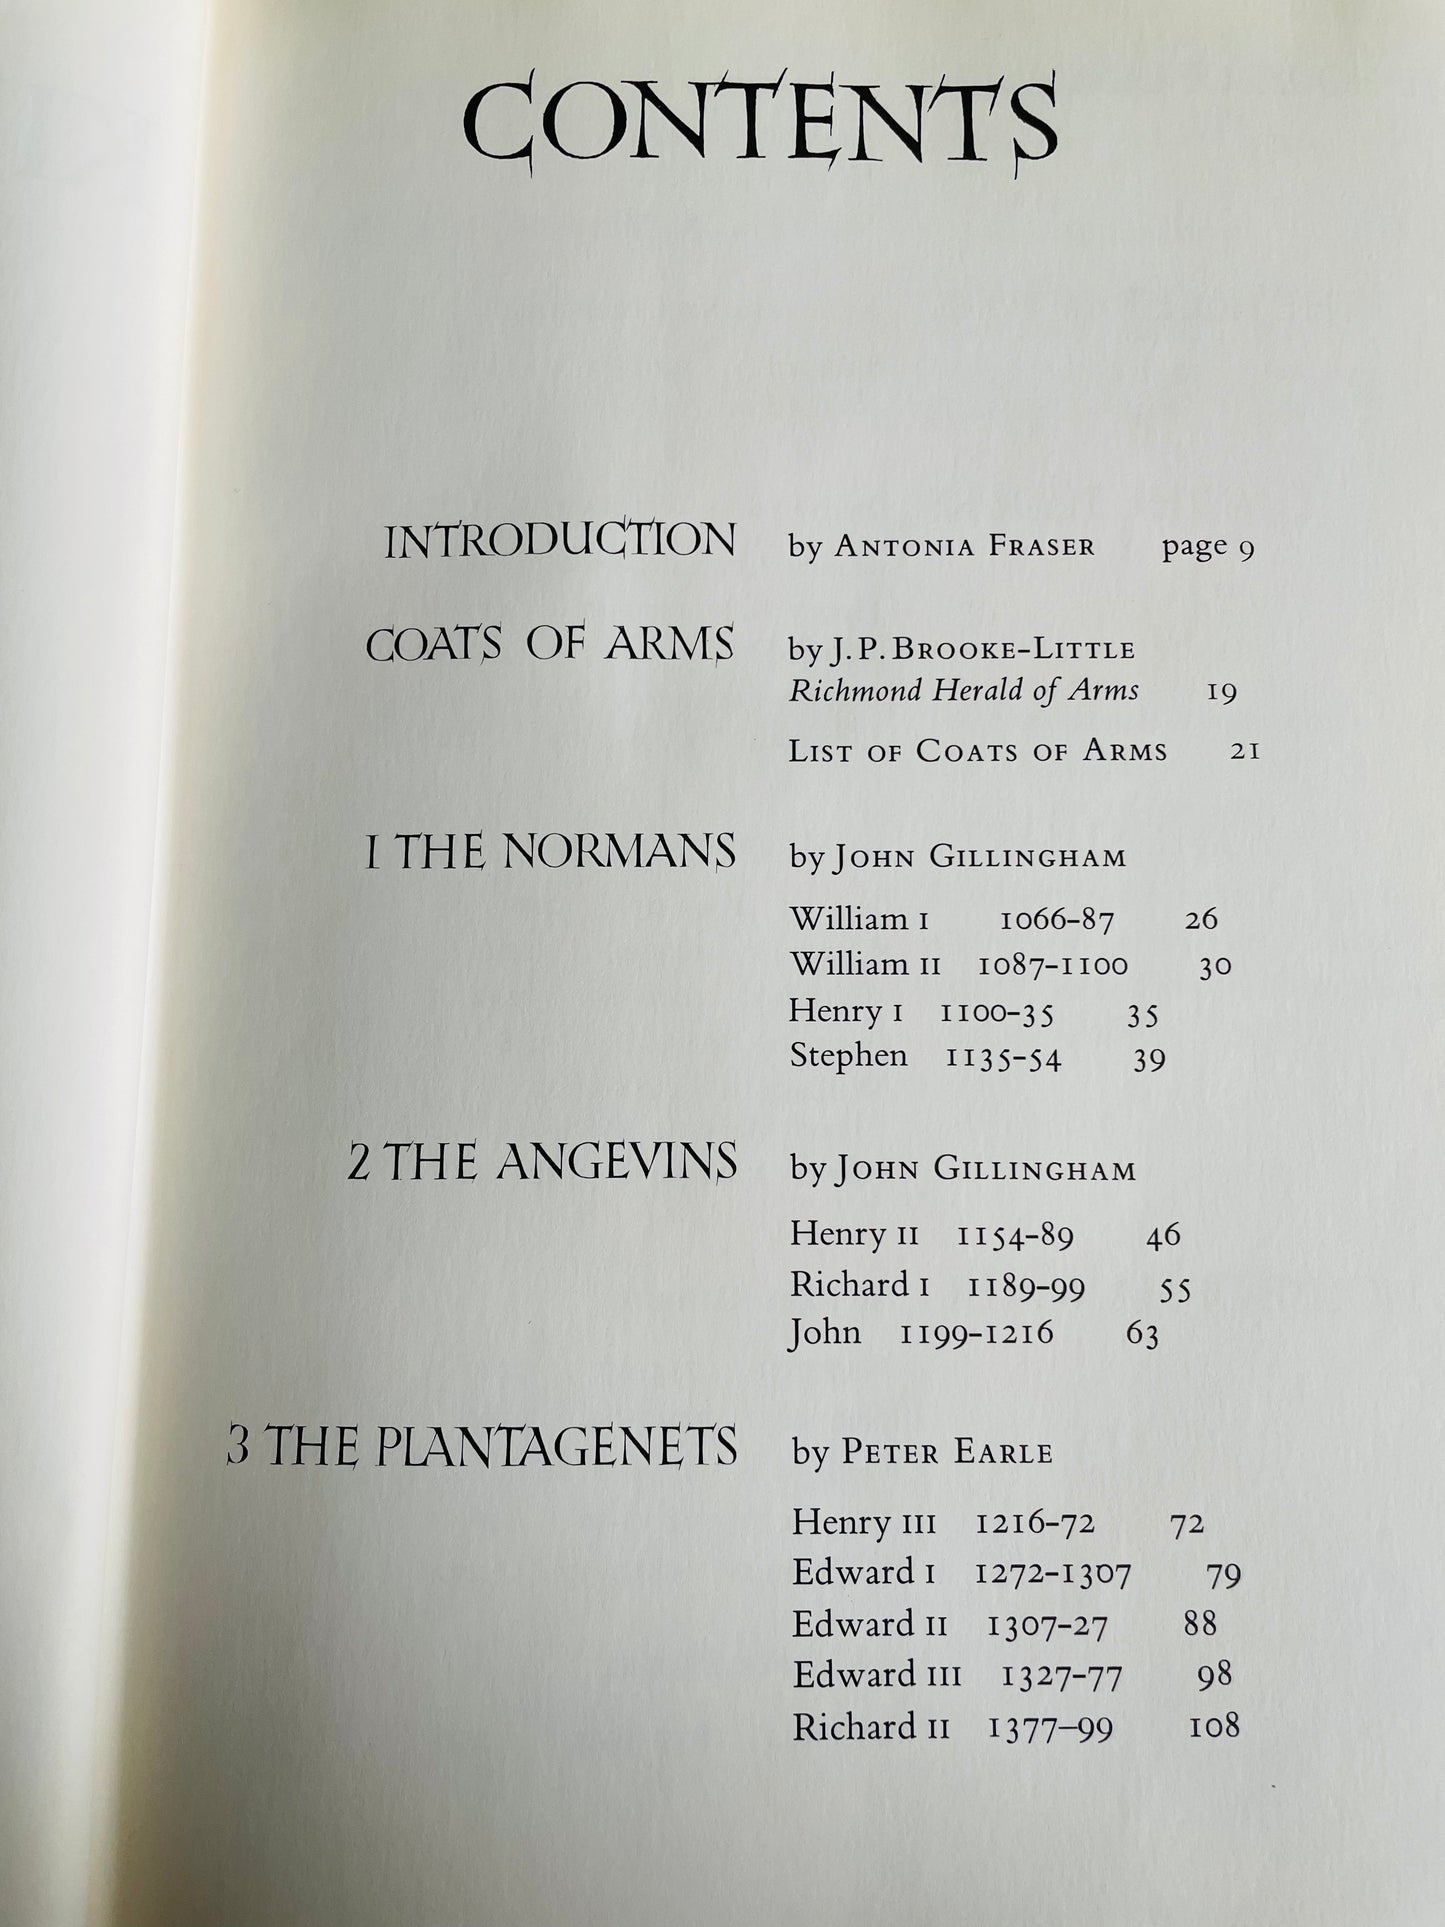 CONTENTS
INTRODUCTION by ANTONIA FRASER page 9
COATS OF ARMS by J.P. BROOKE-LITTLE
Richmond Herald of Arms 19
LIST OF COATS OF ARMS 21
1 THE NORMANS by JOHN GILLINGHAM
William I 1066-87 26
William II 1087-1100 30
Henry I 1100-35 35
Stephen 1135-54 39
2 THE ANGEVINS by JOHN GILLINGHAM
Henry II 1154-89 46
Richard I 1189-99 55
John 1199-1216 63
3 THE PLANTAGENETS by PETER EARLE
Henry III 1216-72 72
Edward I 1272-1307 79
Edward II 1307-27 88
Edward III 1327-77 98
Richard II 1377–99 108